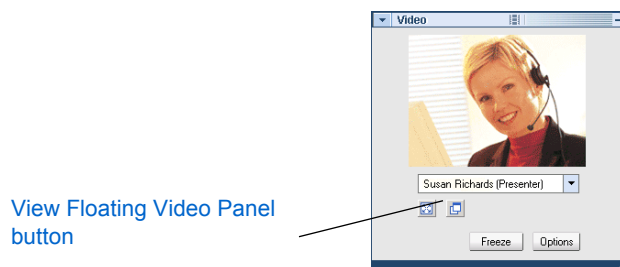 Video
Susan Richards (Presenter)
View Floating Video Panel
button
Freeze
Options